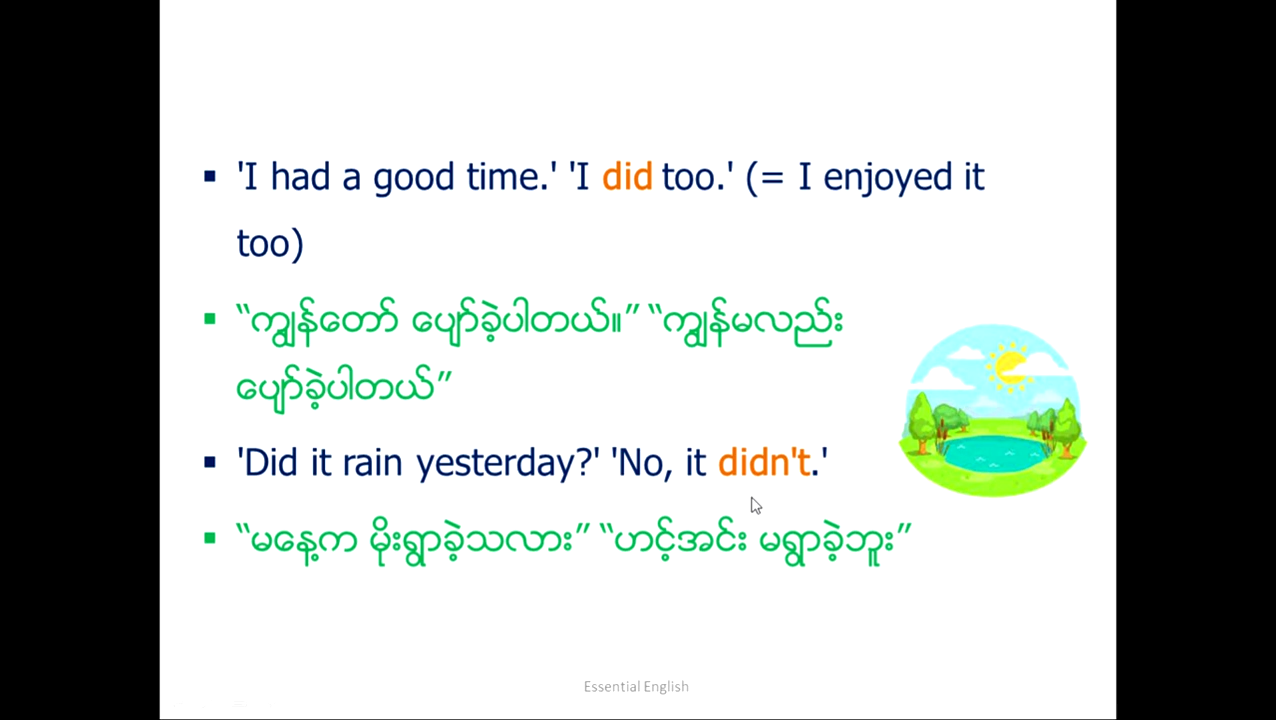 ▪ 'I had a good time.' 'I did too.' (= I enjoyed it
too)
▪ “ကျွန်တော် ပျော်ခဲ့ပါတယ်။” “ကျွန်မလည်း
ပျော်ခဲ့ပါတယ်”
▪ 'Did it rain yesterday?' 'No, it didn't.'
▪ “မနေ့က မိုးရွာခဲ့သလား” “ဟင့်အင်း မရွာခဲ့ဘူး”
Essential English